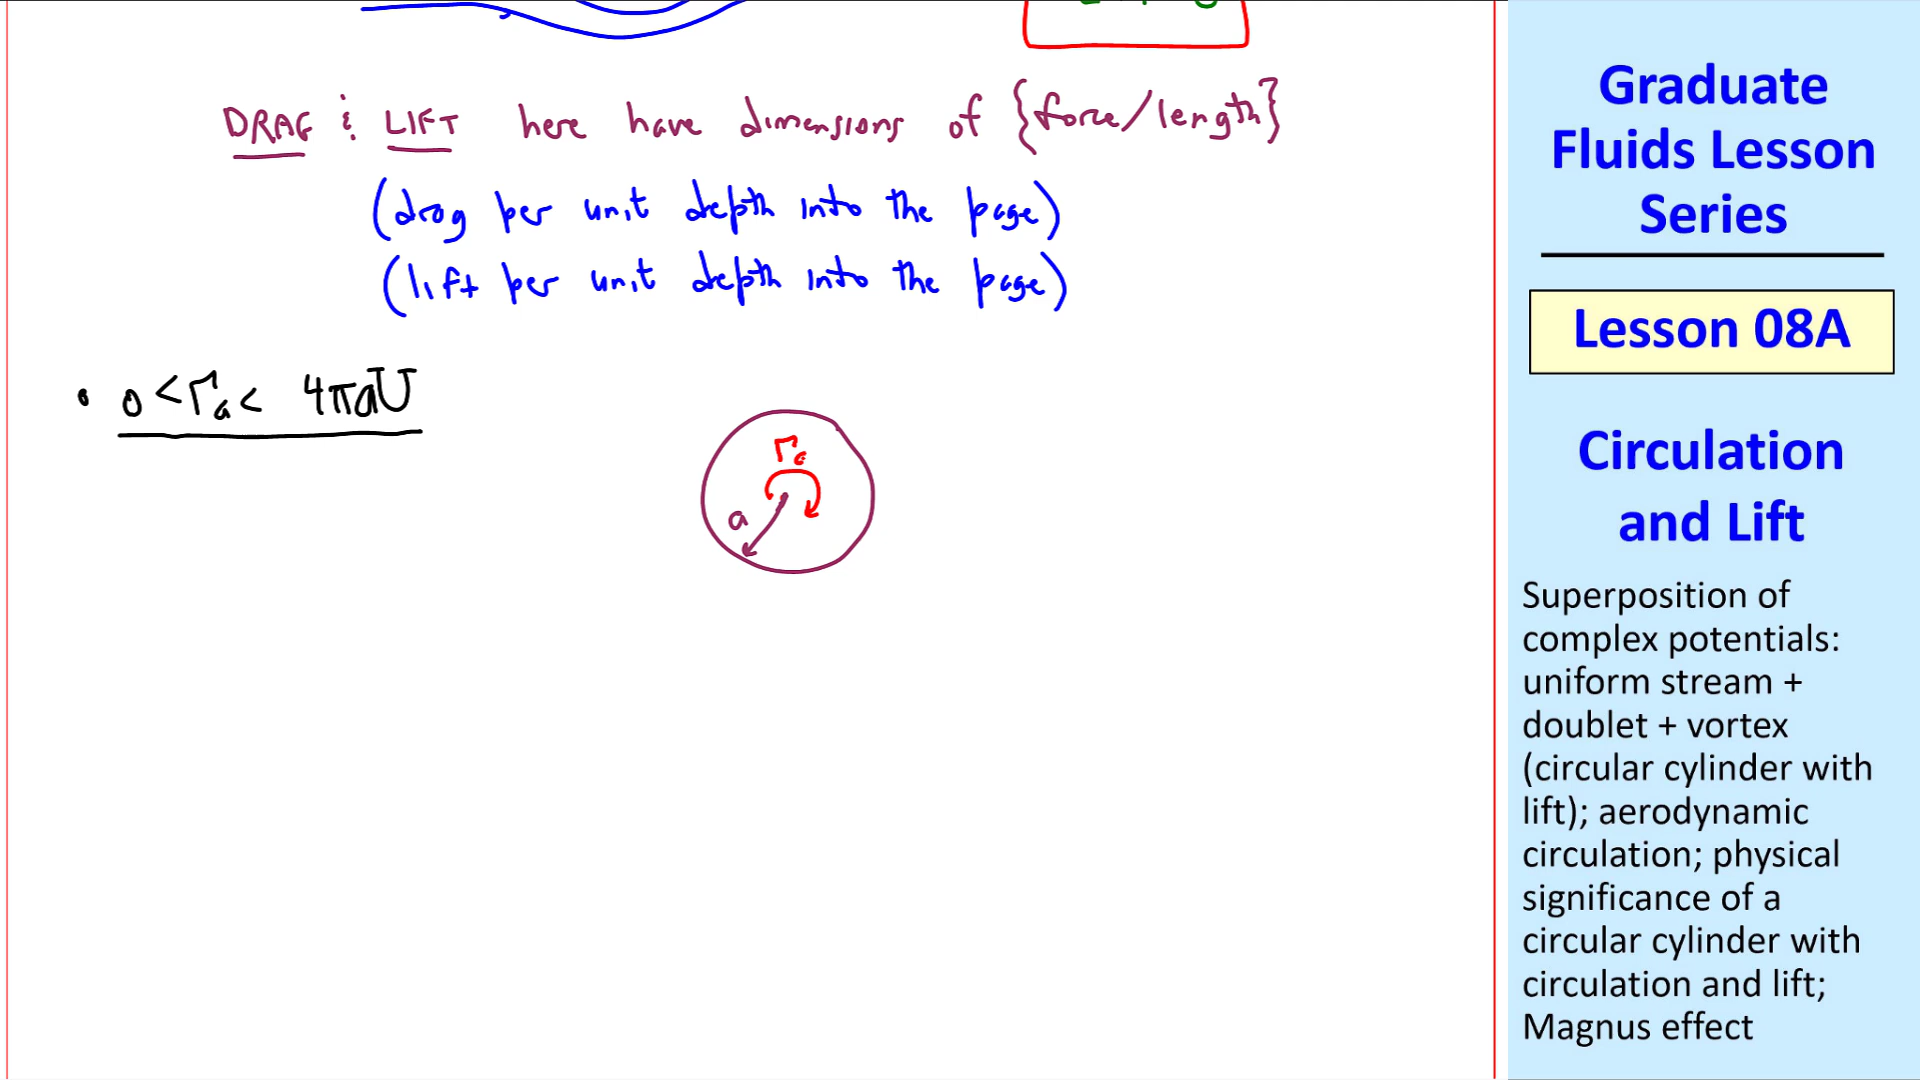 DRAG & LIFT here have dimensions of {force/length}
(drag per unit depth into the page)
(lift per unit depth into the page)
• 0 < Γₐ < 4πaU
Γₐ
a
Graduate
Fluids Lesson
Series
Lesson 08A
Circulation
and Lift
Superposition of
complex potentials:
uniform stream +
doublet + vortex
(circular cylinder with
lift); aerodynamic
circulation; physical
significance of a
circular cylinder with
circulation and lift;
Magnus effect